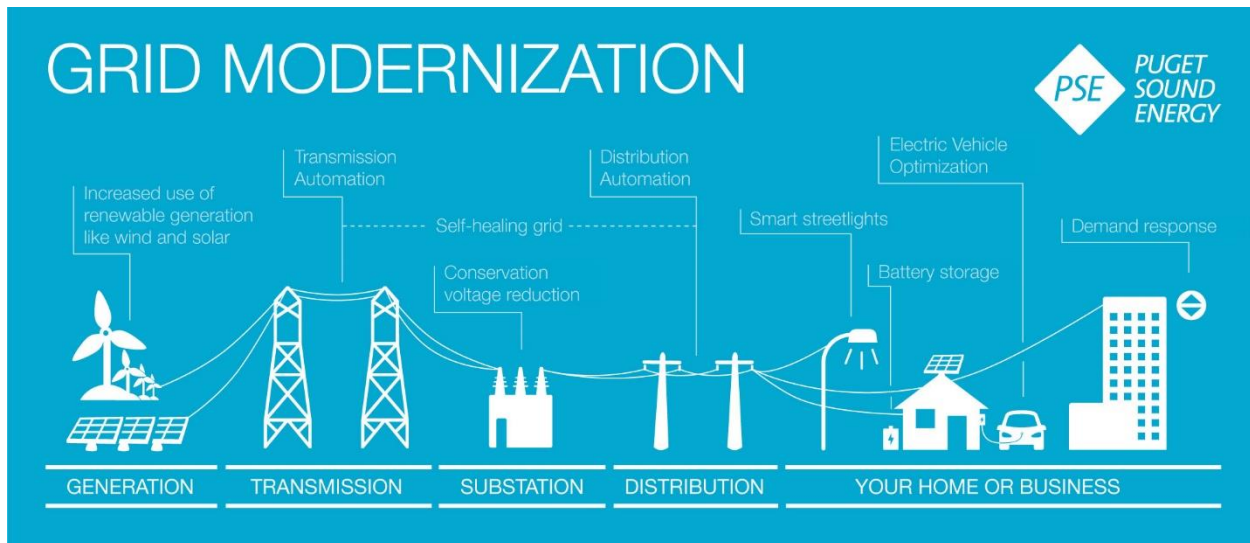 GRID MODERNIZATION
PSE
PUGET
SOUND
ENERGY
Increased use of
renewable generation
like wind and solar
Transmission
Automation
Self-healing grid
Conservation
voltage reduction
Distribution
Automation
Smart streetlights
Battery storage
Electric Vehicle
Optimization
Demand response
GENERATION
TRANSMISSION
SUBSTATION
DISTRIBUTION
YOUR HOME OR BUSINESS